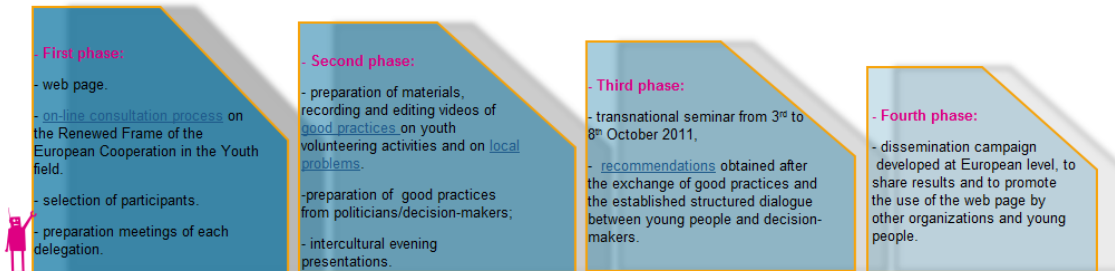 - First phase:
- web page.
- on-line consultation process on
the Renewed Frame of the
European Cooperation in the Youth
field.
- selection of participants.
- preparation meetings of each
delegation.
- Second phase:
- preparation of materials,
recording and editing videos of
good practices on youth
volunteering activities and on local
problems.
-preparation of good practices
from politicians/decision-makers;
- intercultural evening
presentations.
- Third phase:
- transnational seminar from 3rd to
8th October 2011,
- recommendations obtained after
the exchange of good practices and
the established structured dialogue
between young people and decision-
makers.
- Fourth phase:
- dissemination campaign
developed at European level, to
share results and to promote
the use of the web page by
other organizations and young
people.